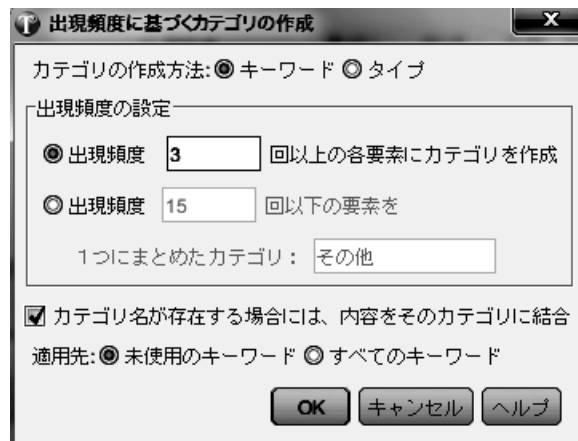 出現頻度に基づくカテゴリの作成
カテゴリの作成方法: キーワード タイプ
出現頻度の設定
出現頻度 3 回以上の各要素にカテゴリを作成
出現頻度 15 回以下の要素を
1つにまとめたカテゴリ: その他
カテゴリ名が存在する場合には、内容をそのカテゴリに結合
適用先: 未使用のキーワード すべてのキーワード
OK キャンセル ヘルプ